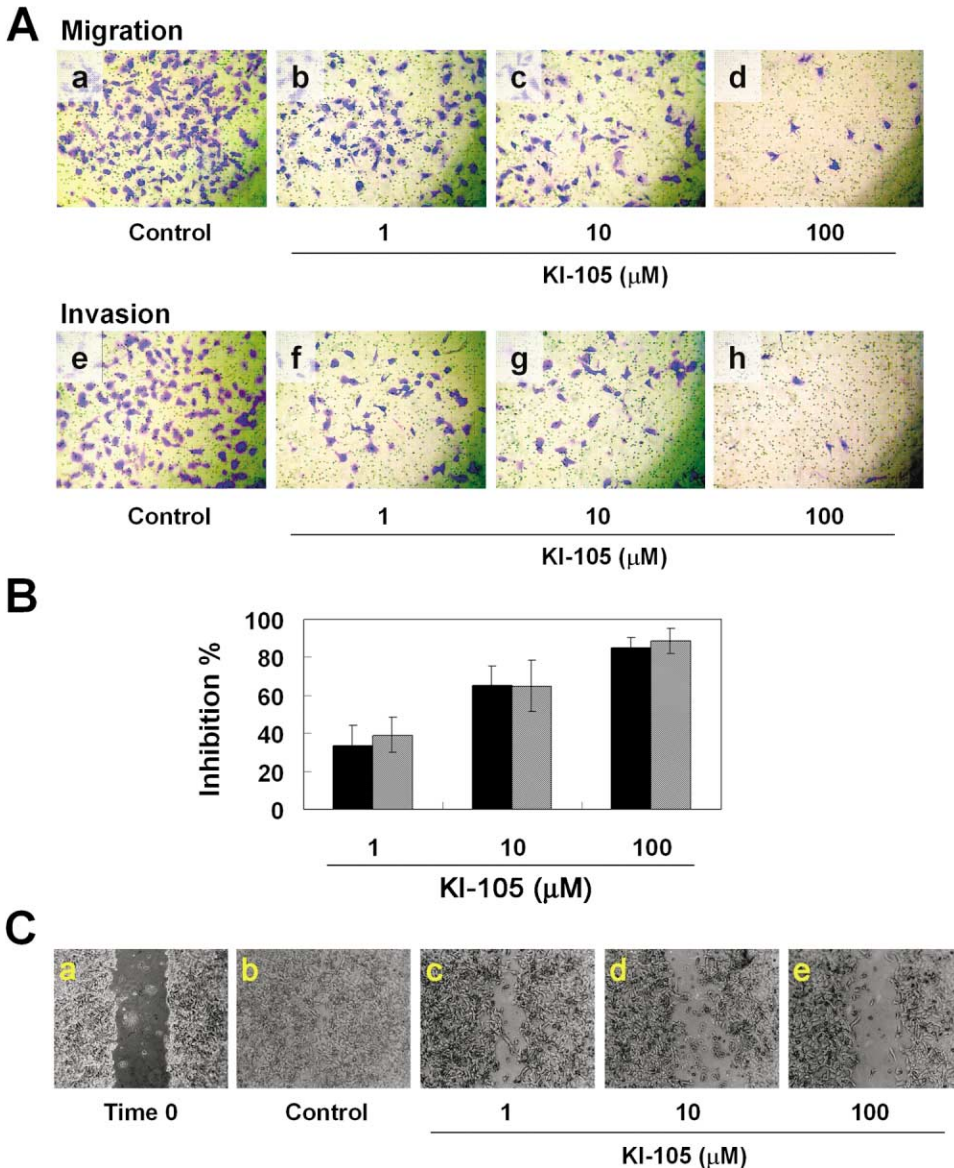 A
Migration
a b c d
Control 1 10 100
KI-105 (μM)
Invasion
e f g h
Control 1 10 100
KI-105 (μM)
B
Inhibition %
100
80
60
40
20
0
1 10 100
KI-105 (μM)
C
a b c d e
Time 0 Control 1 10 100
KI-105 (μM)